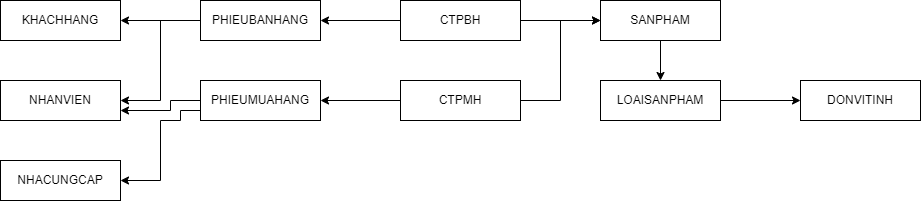 KHACHHANG
PHIEUBANHANG
CTPBH
SANPHAM
NHANVIEN
PHIEUMUAHANG
CTPMH
LOAISANPHAM
DONVITINH
NHACUNGCAP